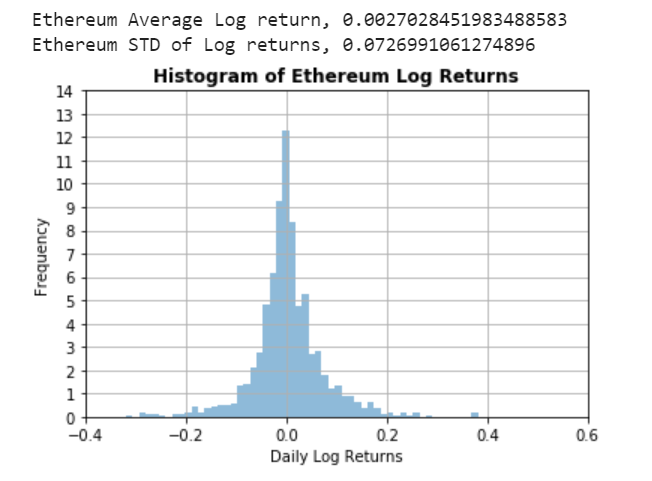 Ethereum Average Log return, 0.0027028451983488583
Ethereum STD of Log returns, 0.0726991061274896
Histogram of Ethereum Log Returns
14
13
12
11
10
9
8
7
6
5
4
3
2
1
0
Frequency
−0.4 −0.2 0.0 0.2 0.4 0.6
Daily Log Returns